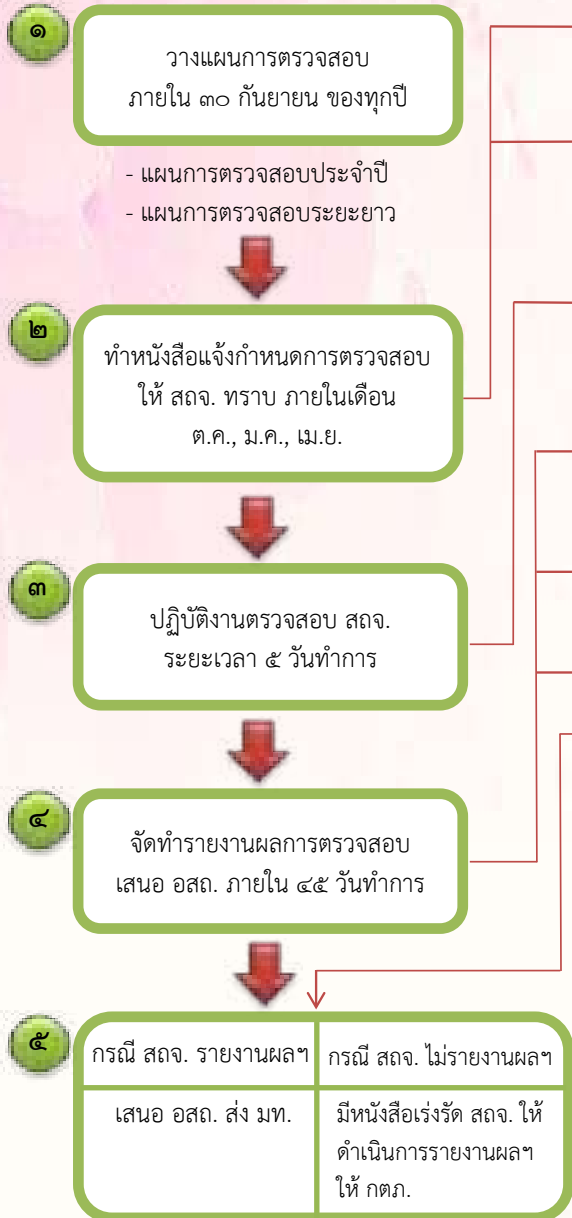 ๑
วางแผนการตรวจสอบ
ภายใน ๓๐ กันยายน ของทุกปี
- แผนการตรวจสอบประจำปี
- แผนการตรวจสอบระยะยาว
๒
ทำหนังสือแจ้งกำหนดการตรวจสอบ
ให้ สถจ. ทราบ ภายในเดือน
ต.ค., ม.ค., เม.ย.
๓
ปฏิบัติงานตรวจสอบ สถจ.
ระยะเวลา ๕ วันทำการ
๔
จัดทำรายงานผลการตรวจสอบ
เสนอ อสถ. ภายใน ๔๕ วันทำการ
๕
กรณี สถจ. รายงานผลฯ
กรณี สถจ. ไม่รายงานผลฯ
เสนอ อสถ. ส่ง มท.
มีหนังสือเร่งรัด สถจ. ให้
ดำเนินการรายงานผลฯ
ให้ กตภ.